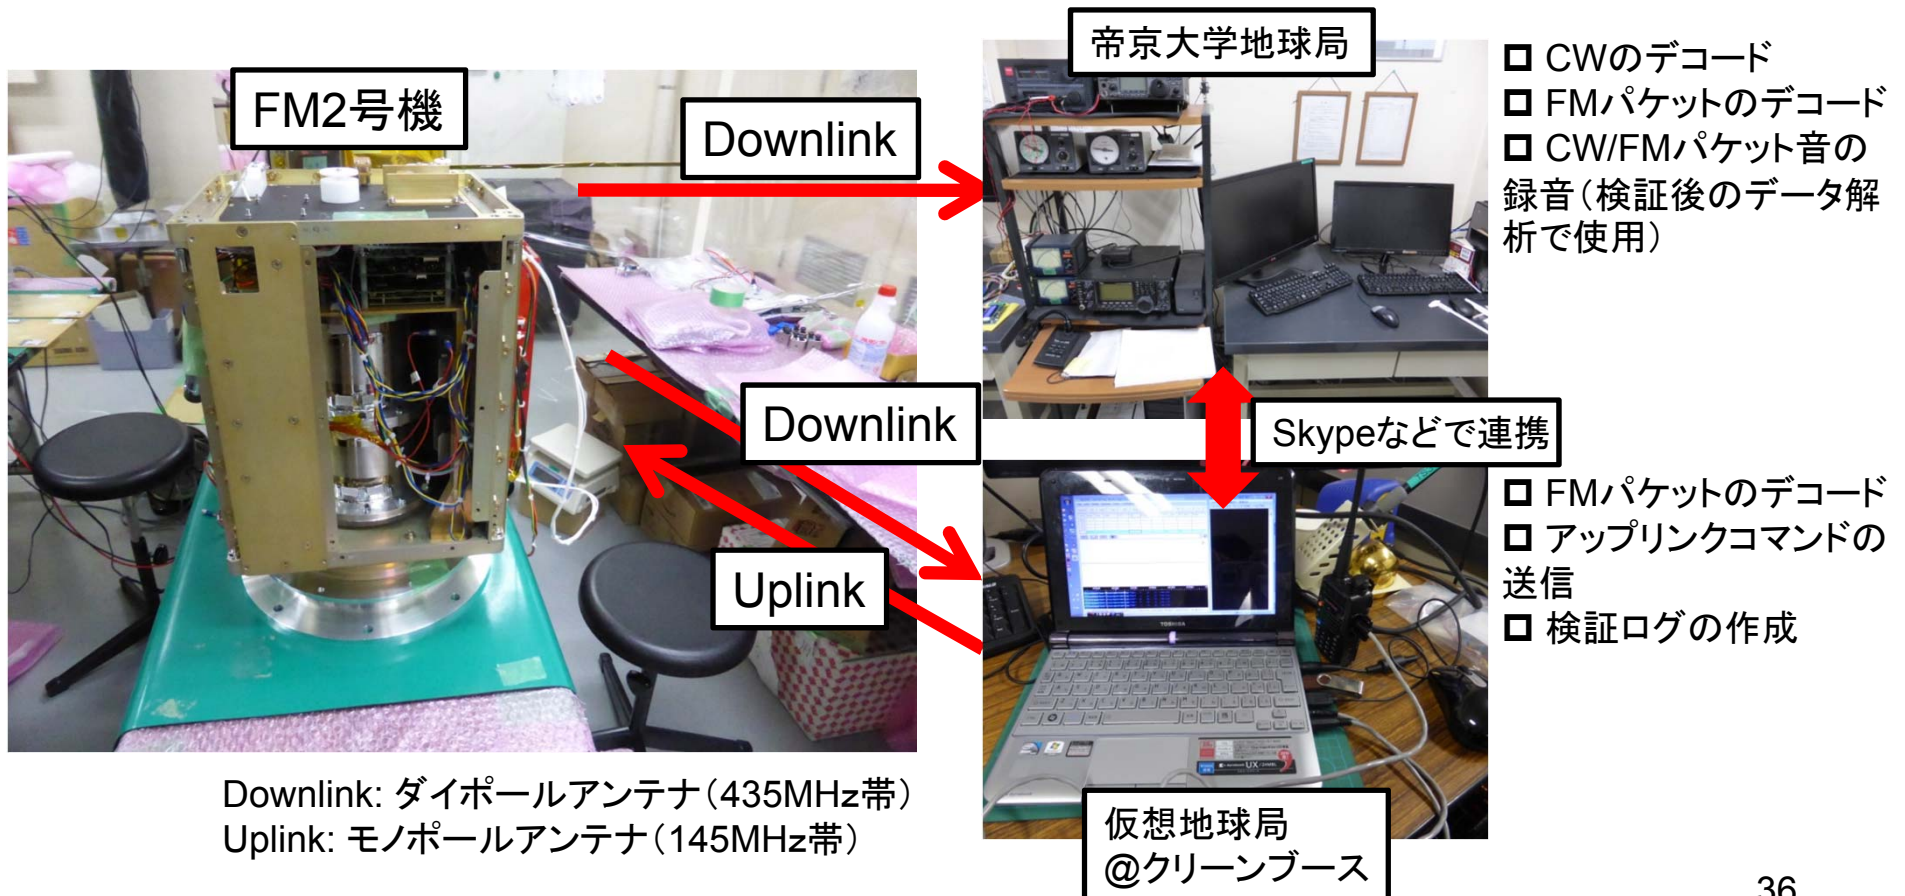 FM2号機
Downlink
帝京大学地球局
□ CWのデコード
□ FMパケットのデコード
□ CW/FMパケット音の
録音（検証後のデータ解
析で使用）
Downlink
Skypeなどで連携
Uplink
□ FMパケットのデコード
□ アップリンクコマンドの
送信
□ 検証ログの作成
TOSHIBA
UX
Downlink: ダイポールアンテナ（435MHz帯）
Uplink: モノポールアンテナ（145MHz帯）
仮想地球局
@クリーンブース
36